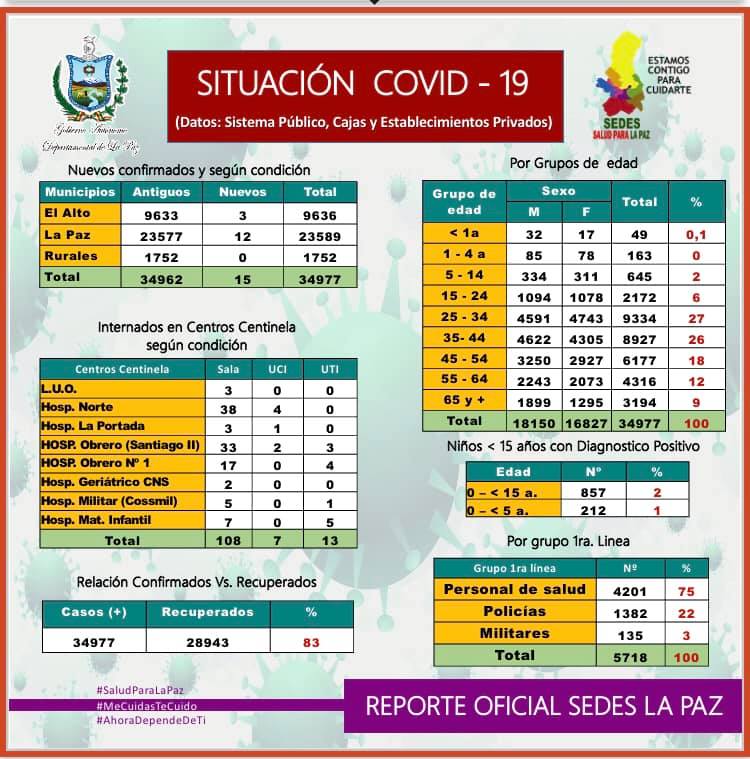 Gobierno Autónomo
Departamental de La Paz
SITUACIÓN COVID - 19
(Datos: Sistema Público, Cajas y Establecimientos Privados)
ESTAMOS
CONTIGO
PARA
CUIDARTE
SEDES
SALUD PARA LA PAZ
Nuevos confirmados y según condición
Municipios Antiguos Nuevos Total
El Alto 9633 3 9636
La Paz 23577 12 23589
Rurales 1752 0 1752
Total 34962 15 34977
Internados en Centros Centinela
según condición
Centros Centinela Sala UCI UTI
L.U.O. 3 0 0
Hosp. Norte 38 4 0
Hosp. La Portada 3 1 0
HOSP. Obrero (Santiago II) 33 2 3
HOSP. Obrero Nº 1 17 0 4
Hosp. Geriátrico CNS 2 0 0
Hosp. Militar (Cossmil) 5 0 1
Hosp. Mat. Infantil 7 0 5
Total 108 7 13
Relación Confirmados Vs. Recuperados
Casos (+) Recuperados %
34977 28943 83
Por Grupos de edad
Grupo de edad Sexo Total %
M F
< 1a 32 17 49 0,1
1 - 4 a 85 78 163 0
5 - 14 334 311 645 2
15 - 24 1094 1078 2172 6
25 - 34 4591 4743 9334 27
35- 44 4622 4305 8927 26
45 - 54 3250 2927 6177 18
55 - 64 2243 2073 4316 12
65 y + 1899 1295 3194 9
Total 18150 16827 34977 100
Niños < 15 años con Diagnostico Positivo
Edad Nº %
0 – < 15 a. 857 2
0 – < 5 a. 212 1
Por grupo 1ra. Linea
Grupo 1ra línea Nº %
Personal de salud 4201 75
Policías 1382 22
Militares 135 3
Total 5718 100
#SaludParaLaPaz
#MeCuidasTeCuido
#AhoraDependeDeTi
REPORTE OFICIAL SEDES LA PAZ